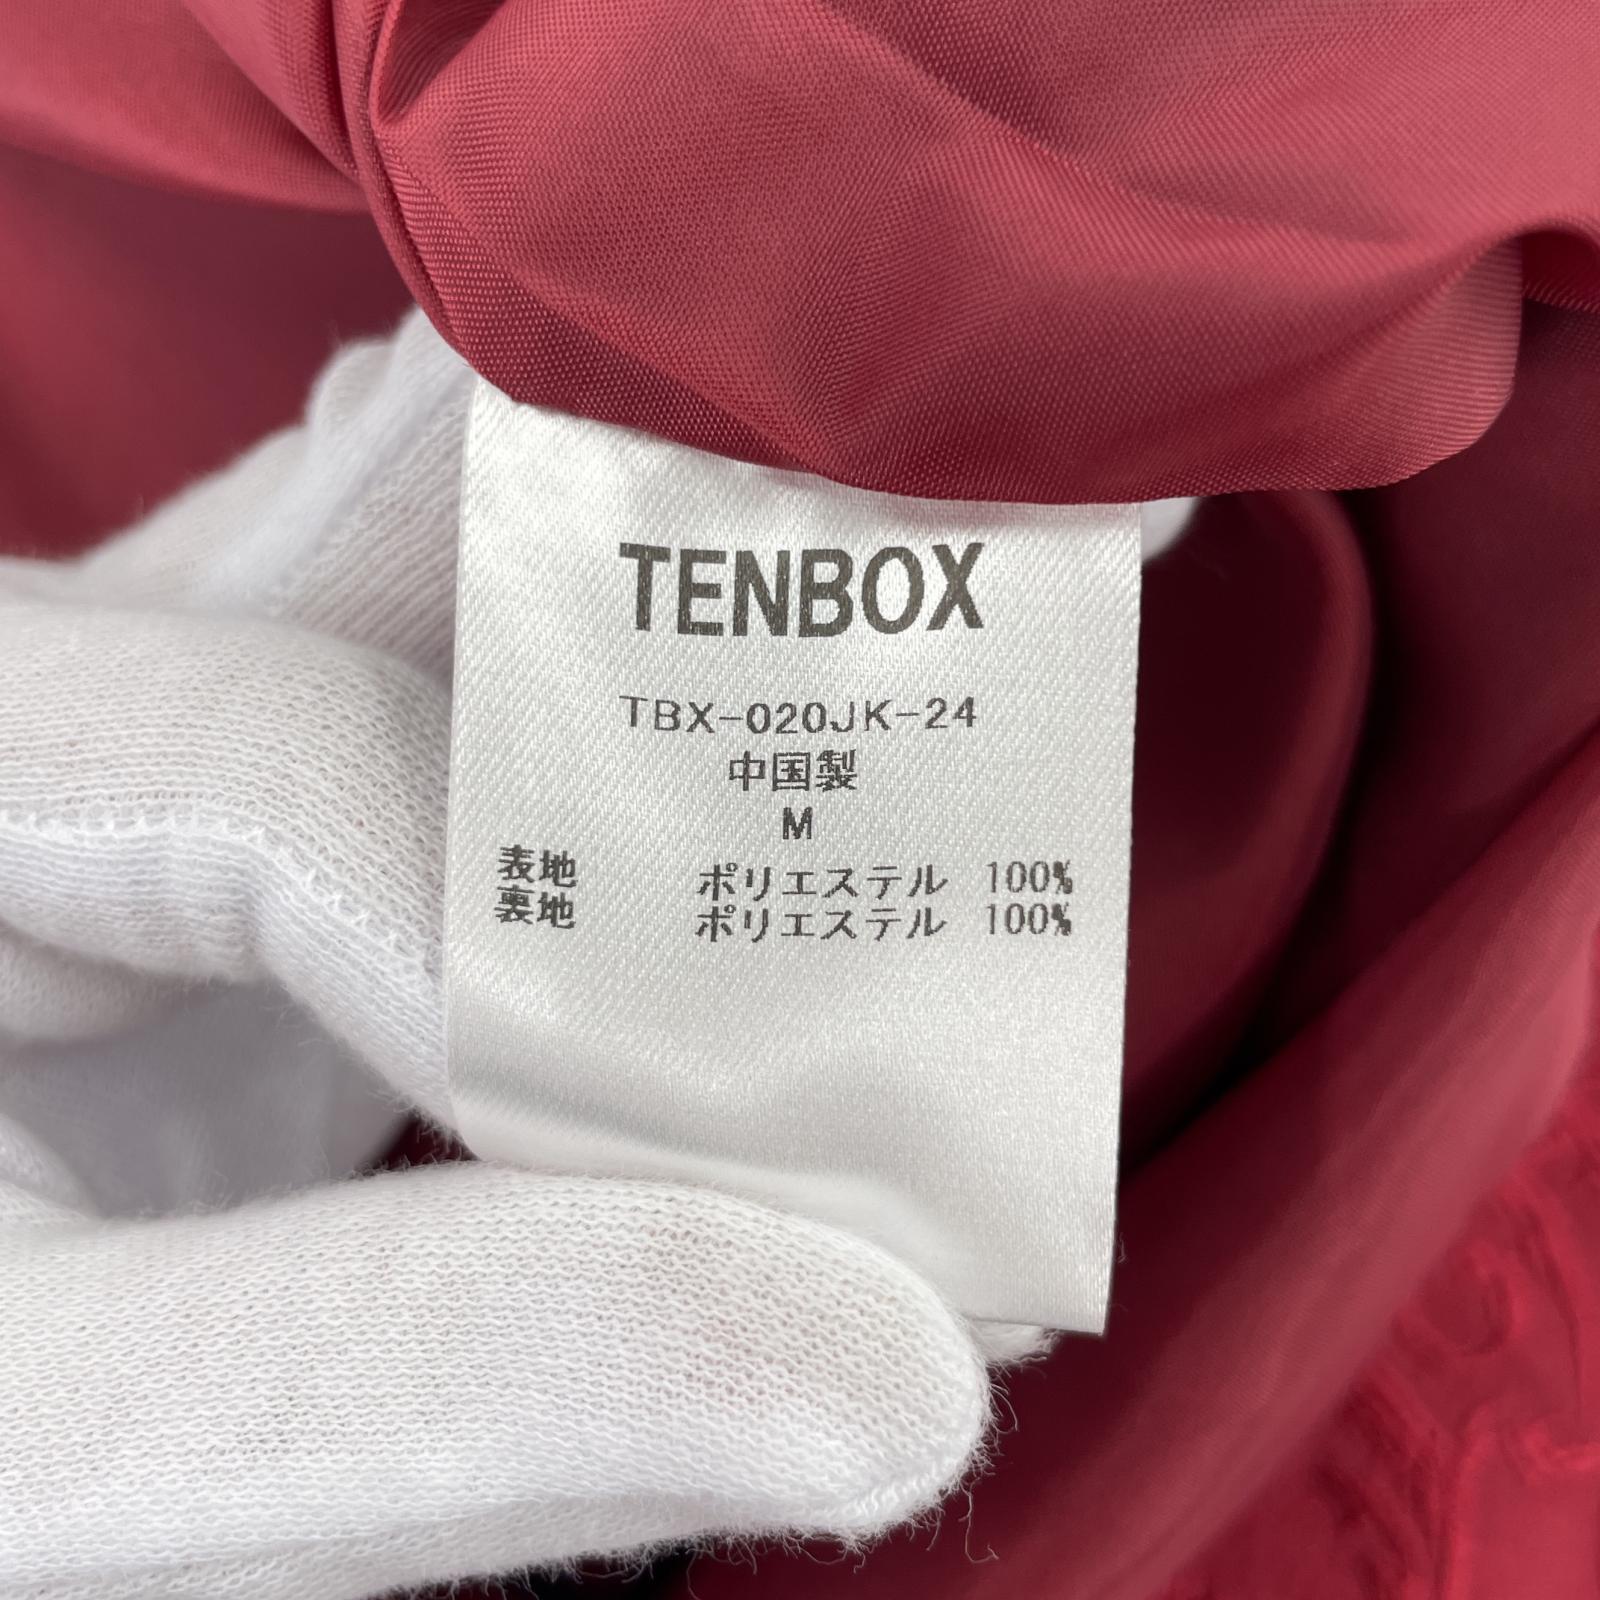 TENBOX
TBX-020JK-24
中国製
M
表地 ポリエステル 100%
裏地 ポリエステル 100%